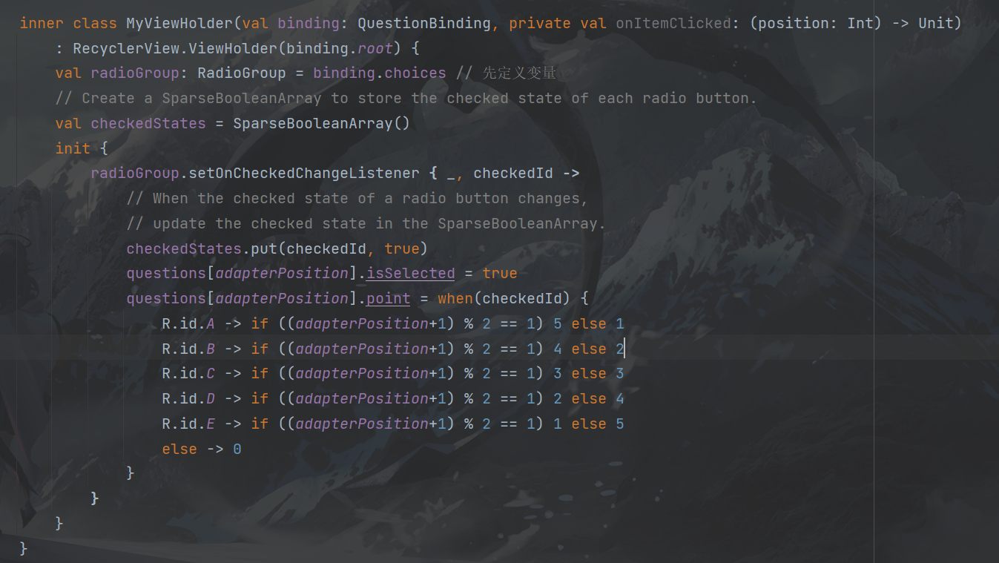 inner class MyViewHolder(val binding: QuestionBinding, private val onItemClicked: (position: Int) -> Unit)
    : RecyclerView.ViewHolder(binding.root) {
    val radioGroup: RadioGroup = binding.choices // 先定义变量
    // Create a SparseBooleanArray to store the checked state of each radio button.
    val checkedStates = SparseBooleanArray()
    init {
        radioGroup.setOnCheckedChangeListener { _, checkedId ->
            // When the checked state of a radio button changes,
            // update the checked state in the SparseBooleanArray.
            checkedStates.put(checkedId, true)
            questions[adapterPosition].isSelected = true
            questions[adapterPosition].point = when(checkedId) {
                R.id.A -> if ((adapterPosition+1) % 2 == 1) 5 else 1
                R.id.B -> if ((adapterPosition+1) % 2 == 1) 4 else 2
                R.id.C -> if ((adapterPosition+1) % 2 == 1) 3 else 3
                R.id.D -> if ((adapterPosition+1) % 2 == 1) 2 else 4
                R.id.E -> if ((adapterPosition+1) % 2 == 1) 1 else 5
                else -> 0
            }
        }
    }
}